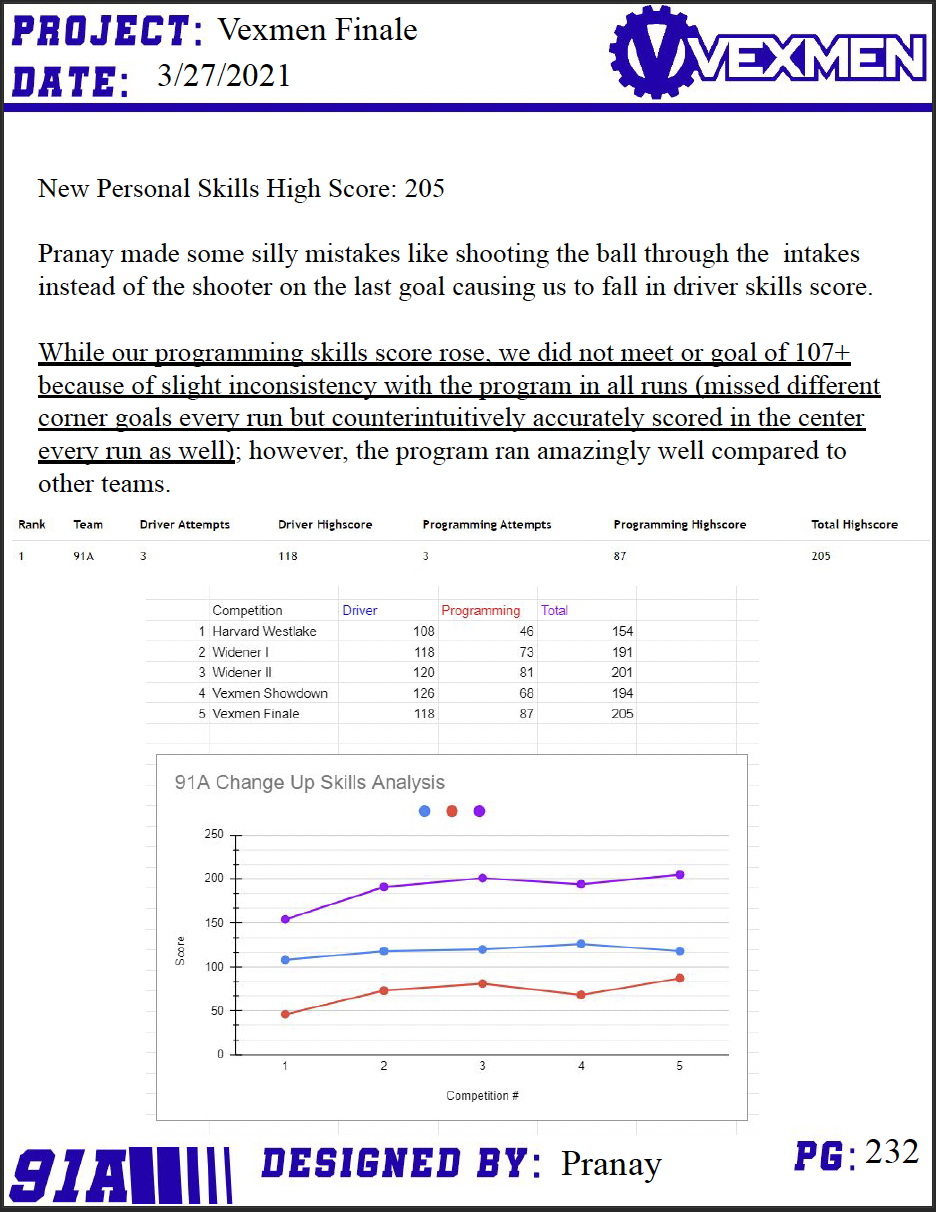 PROJECT: Vexmen Finale
DATE: 3/27/2021
VEXMEN
New Personal Skills High Score: 205
Pranay made some silly mistakes like shooting the ball through the  intakes
instead of the shooter on the last goal causing us to fall in driver skills score.
While our programming skills score rose, we did not meet or goal of 107+
because of slight inconsistency with the program in all runs (missed different
corner goals every run but counterintuitively accurately scored in the center
every run as well); however, the program ran amazingly well compared to
other teams.
Rank Team Driver Attempts Driver Highscore Programming Attempts Programming Highscore Total Highscore
1 91A 3 118 3 87 205
Competition Driver Programming Total
1 Harvard Westlake 108 46 154
2 Widener I 118 73 191
3 Widener II 120 81 201
4 Vexmen Showdown 126 68 194
5 Vexmen Finale 118 87 205
91A Change Up Skills Analysis
250
200
150
100
50
0
Score
1 2 3 4 5
Competition #
91A DESIGNED BY: Pranay PG: 232